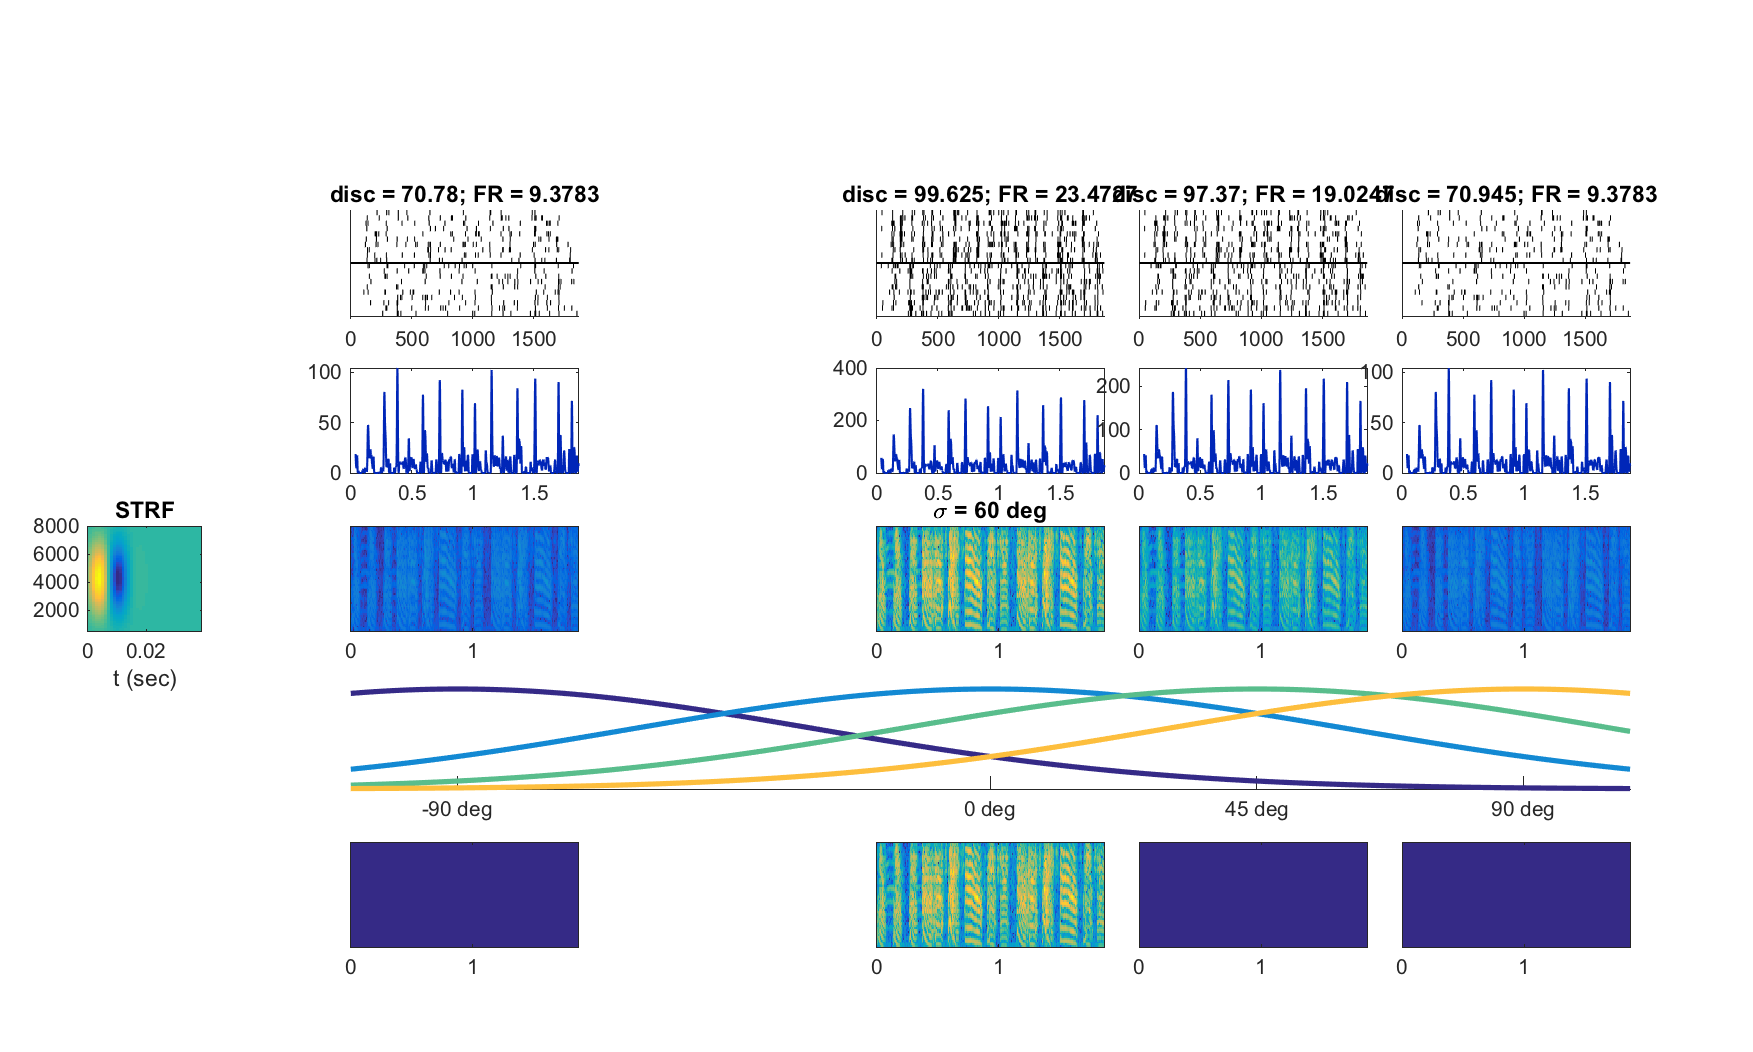 disc = 70.78; FR = 9.3783
disc = 99.625; FR = 23.4727
disc = 97.37; FR = 19.0247
disc = 70.945; FR = 9.3783
0 500 1000 1500
0 500 1000 1500
0 500 1000 1500
0 500 1000 1500
100
50
0
0 0.5 1 1.5
400
200
0
0 0.5 1 1.5
200
100
0
0 0.5 1 1.5
100
50
0
0 0.5 1 1.5
STRF
8000
6000
4000
2000
0 0.02
t (sec)
σ = 60 deg
0 1
0 1
0 1
0 1
-90 deg 0 deg 45 deg 90 deg
0 1
0 1
0 1
0 1